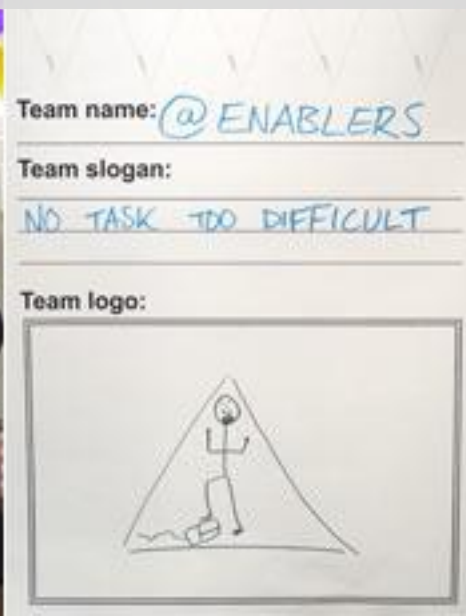 Team name: @ ENABLERS
Team slogan:
NO TASK TOO DIFFICULT
Team logo: